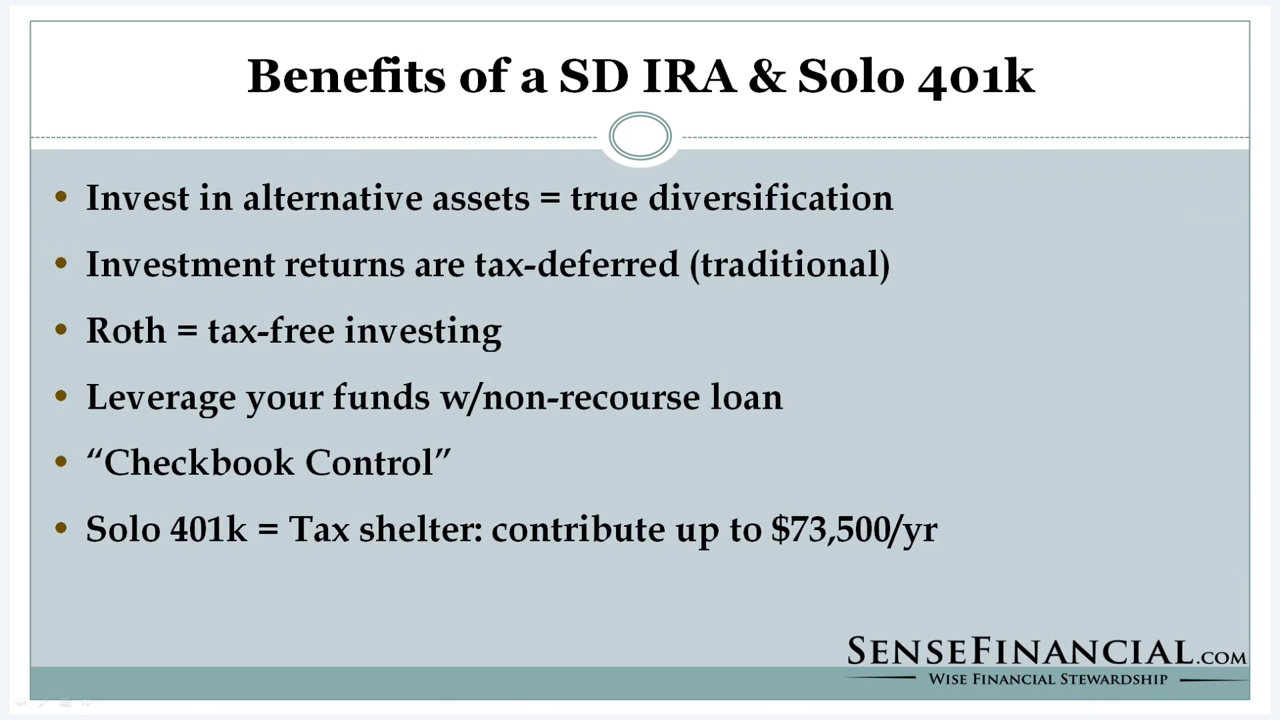 Benefits of a SD IRA & Solo 401k
• Invest in alternative assets = true diversification
• Investment returns are tax-deferred (traditional)
• Roth = tax-free investing
• Leverage your funds w/non-recourse loan
• “Checkbook Control”
• Solo 401k = Tax shelter: contribute up to $73,500/yr
SENSEFINANCIAL.COM
WISE FINANCIAL STEWARDSHIP